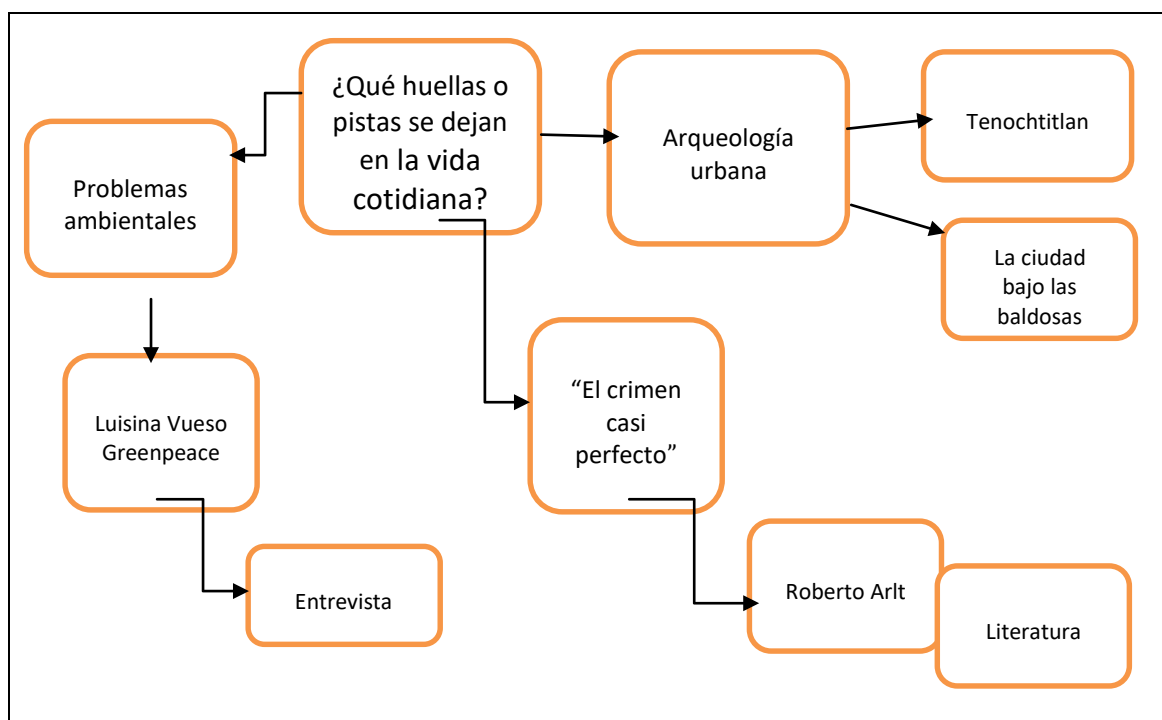 ¿Qué huellas o
pistas se dejan
en la vida
cotidiana?
Problemas
ambientales
Arqueología
urbana
Tenochtitlan
La ciudad
bajo las
baldosas
Luisina Vueso
Greenpeace
“El crimen
casi
perfecto”
Entrevista
Roberto Arlt
Literatura